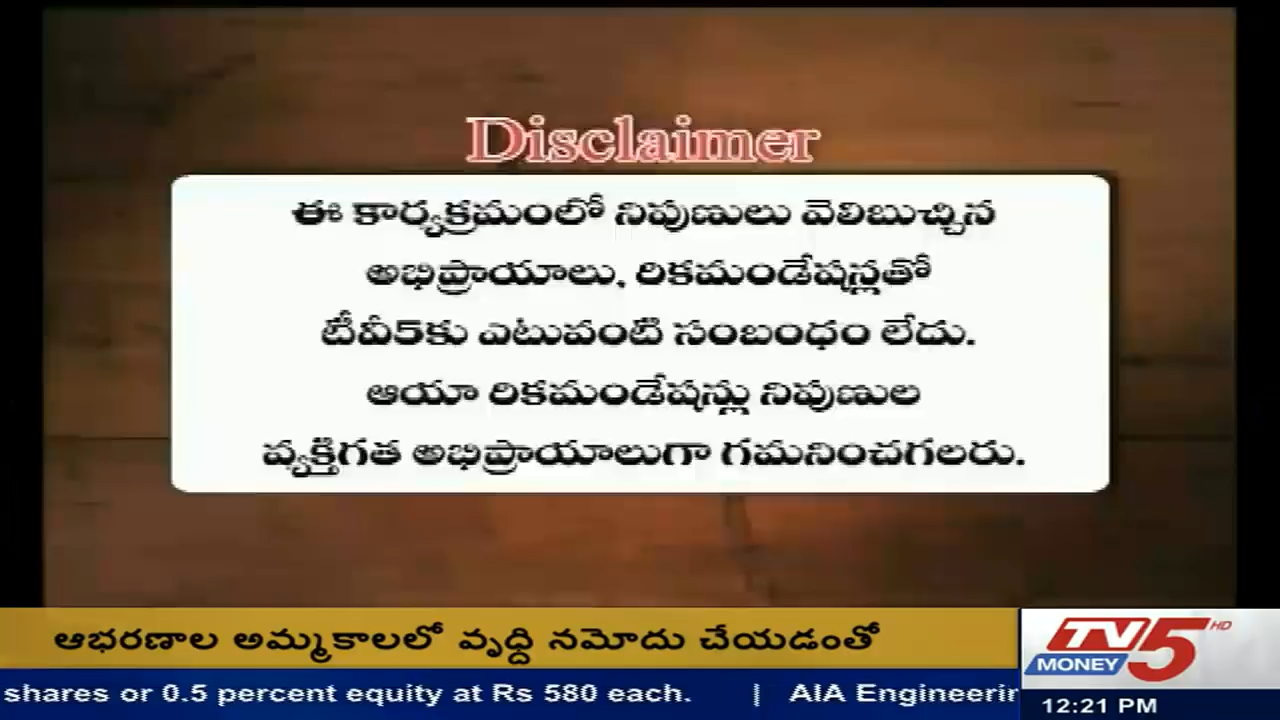 Disclaimer
ఈ కార్యక్రమంలో నిపుణులు వెలిబుచ్చిన
అభిప్రాయాలు, రికమండేషన్లతో
టీవీ5కు ఎటువంటి సంబంధం లేదు.
ఆయా రికమండేషన్లు నిపుణుల
వ్యక్తిగత అభిప్రాయాలుగా గమనించగలరు.
ఆభరణాల అమ్మకాలలో వృద్ది నమోదు చేయడంతో
TV5 HD
MONEY
shares or 0.5 percent equity at Rs 580 each. | AIA Engineerin
12:21 PM